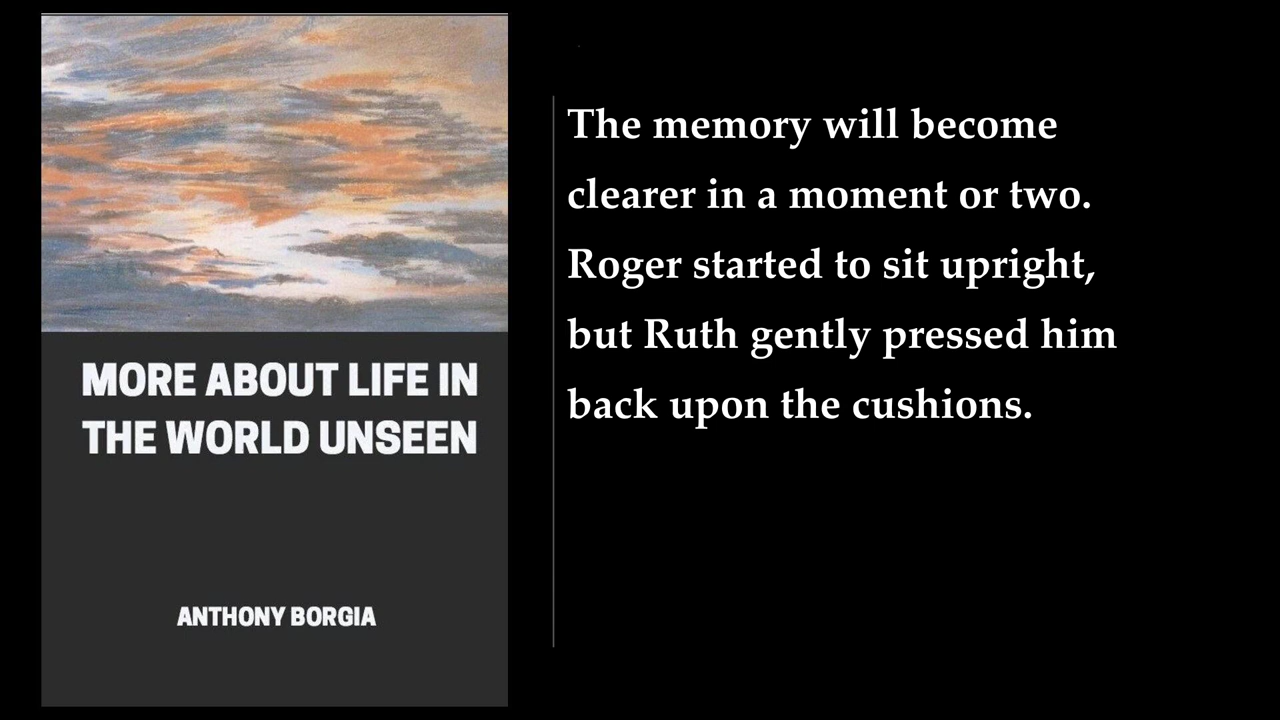 MORE ABOUT LIFE IN
THE WORLD UNSEEN
ANTHONY BORGIA
The memory will become
clearer in a moment or two.
Roger started to sit upright,
but Ruth gently pressed him
back upon the cushions.